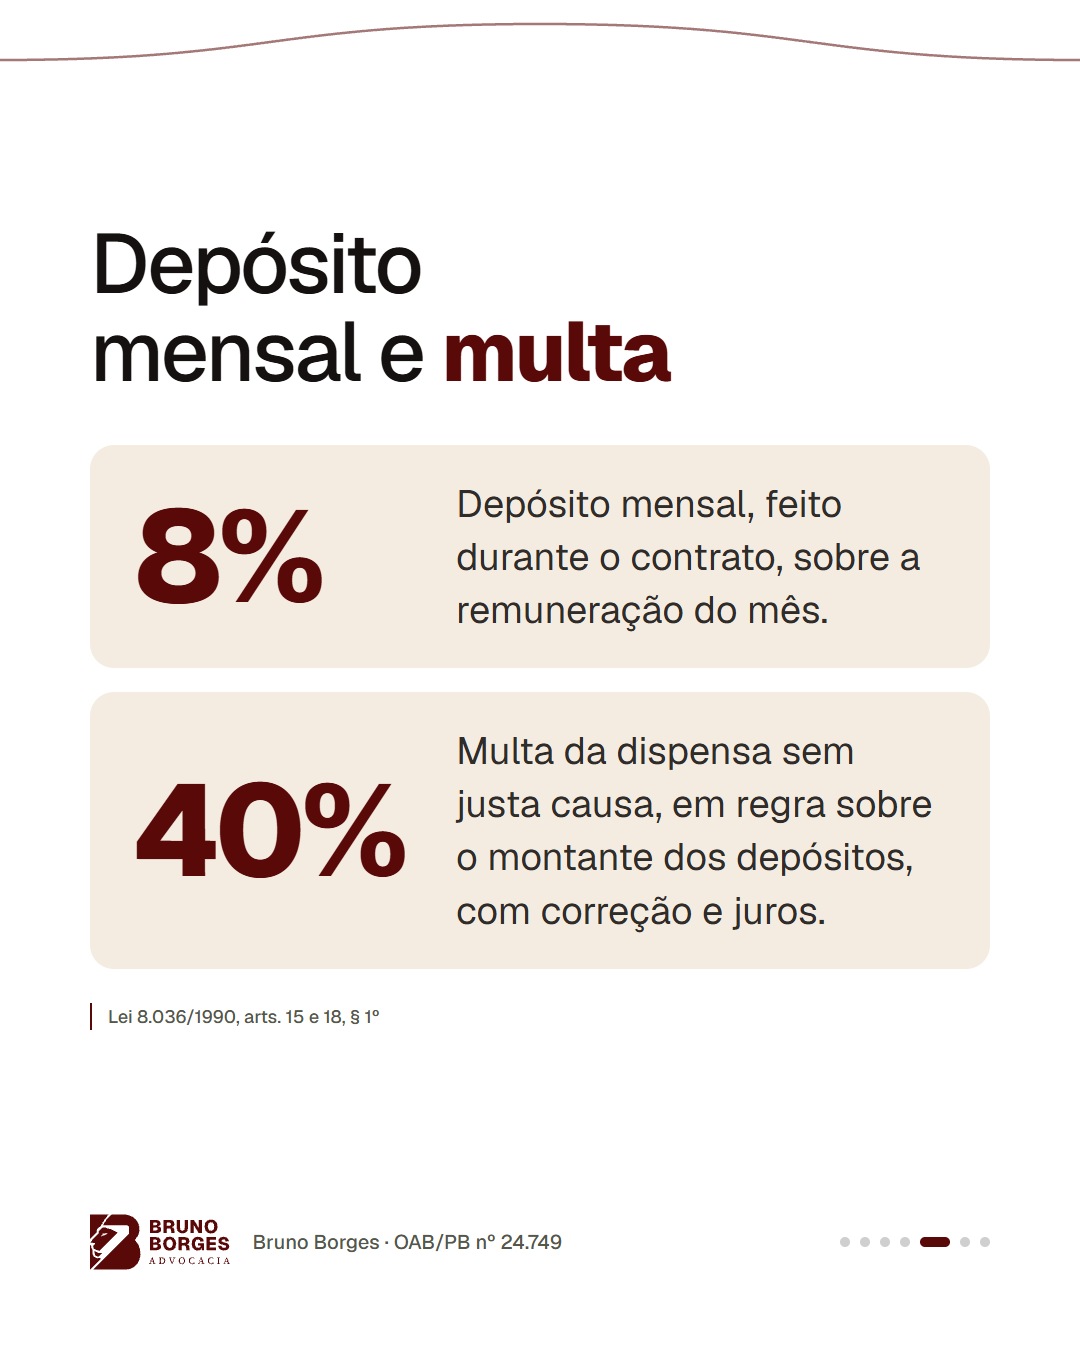 Depósito
mensal e multa
8%
Depósito mensal, feito
durante o contrato, sobre a
remuneração do mês.
40%
Multa da dispensa sem
justa causa, em regra sobre
o montante dos depósitos,
com correção e juros.
Lei 8.036/1990, arts. 15 e 18, § 1º
BRUNO
BORGES
ADVOCACIA
Bruno Borges · OAB/PB nº 24.749